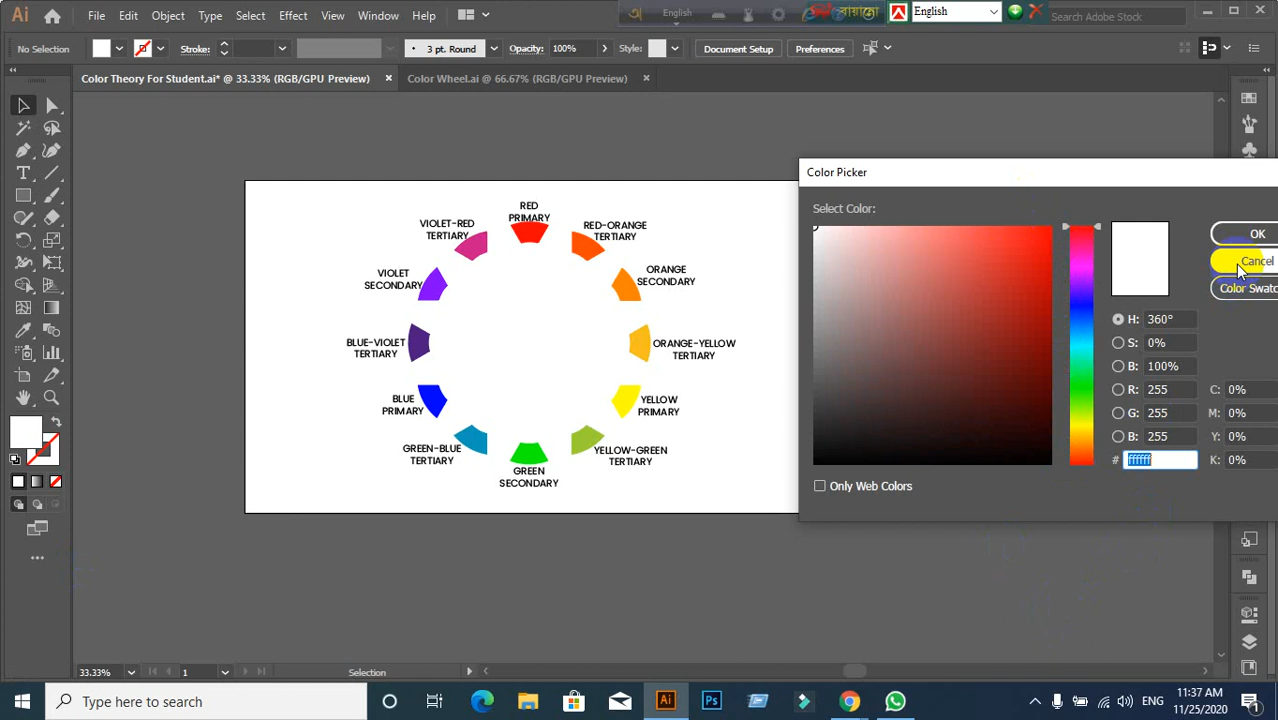 Ai File Edit Object Type Select Effect View Window Help
English
বায়ান্নো
English
Search Adobe Stock
No Selection Stroke: 3 pt. Round Opacity: 100% Style: Document Setup Preferences
Color Theory For Student.ai* @ 33.33% (RGB/GPU Preview) Color Wheel.ai @ 66.67% (RGB/GPU Preview)
RED
PRIMARY
VIOLET-RED
TERTIARY
RED-ORANGE
TERTIARY
VIOLET
SECONDARY
ORANGE
SECONDARY
BLUE-VIOLET
TERTIARY
ORANGE-YELLOW
TERTIARY
BLUE
PRIMARY
YELLOW
PRIMARY
GREEN-BLUE
TERTIARY
YELLOW-GREEN
TERTIARY
GREEN
SECONDARY
Color Picker
Select Color:
OK
Cancel
Color Swatc
H: 360°
S: 0%
B: 100%
R: 255 C: 0%
G: 255 M: 0%
B: 255 Y: 0%
# ffffff K: 0%
Only Web Colors
33.33% 1 Selection
Type here to search
Ai Ps
ENG
11:37 AM
11/25/2020
1